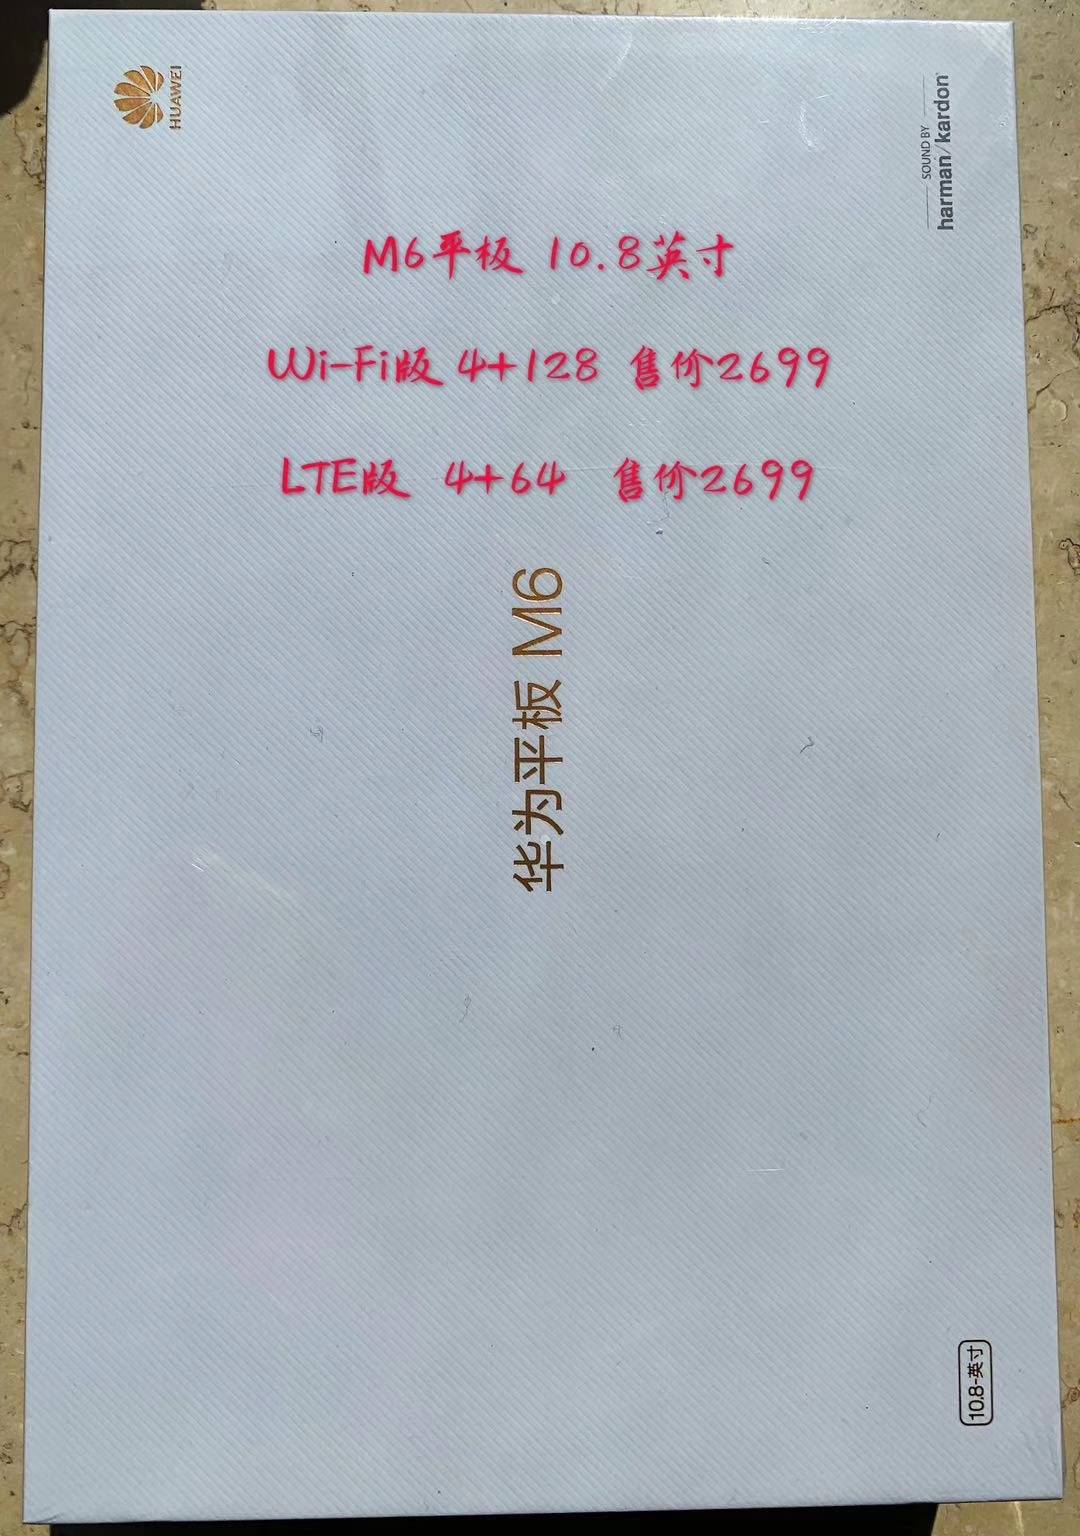 HUAWEI
SOUND BY
harman/kardon
M6平板 10.8英寸
Wi-Fi版 4+128 售价2699
LTE版 4+64 售价2699
华为平板 M6
10.8-英寸